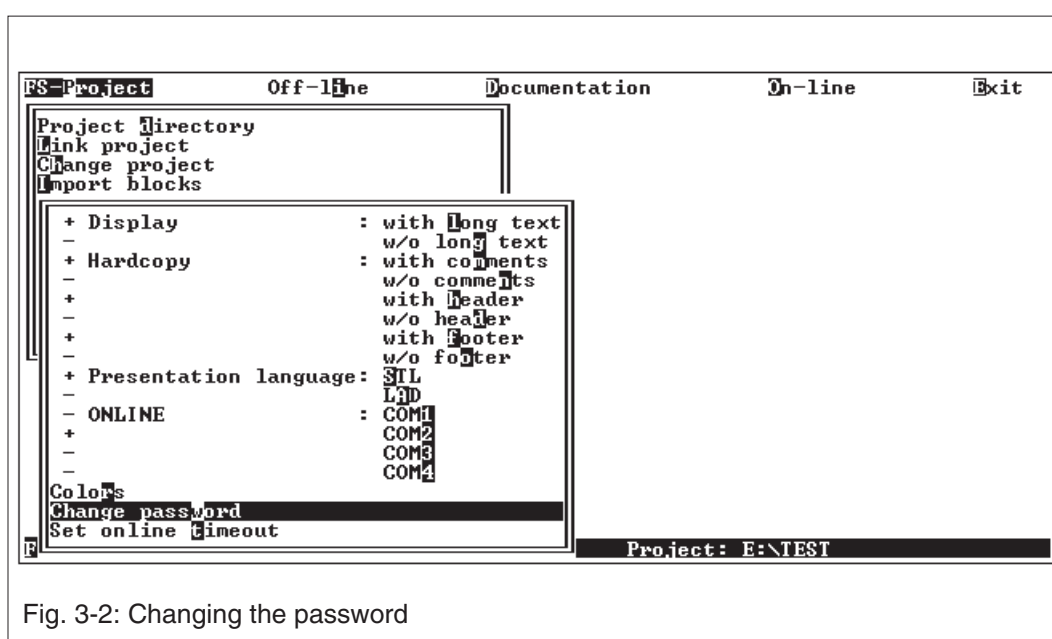 FS-Project Off-line Documentation On-line Exit
Project directory
Link project
Change project
Import blocks
+ Display : with long text
- w/o long text
+ Hardcopy : with comments
- w/o comments
+ with header
- w/o header
+ with footer
- w/o footer
+ Presentation language: STL
- LAD
- ONLINE : COM1
+ COM2
- COM3
- COM4
Colors
Change password
Set online timeout
F Project: E:\TEST
Fig. 3-2: Changing the password